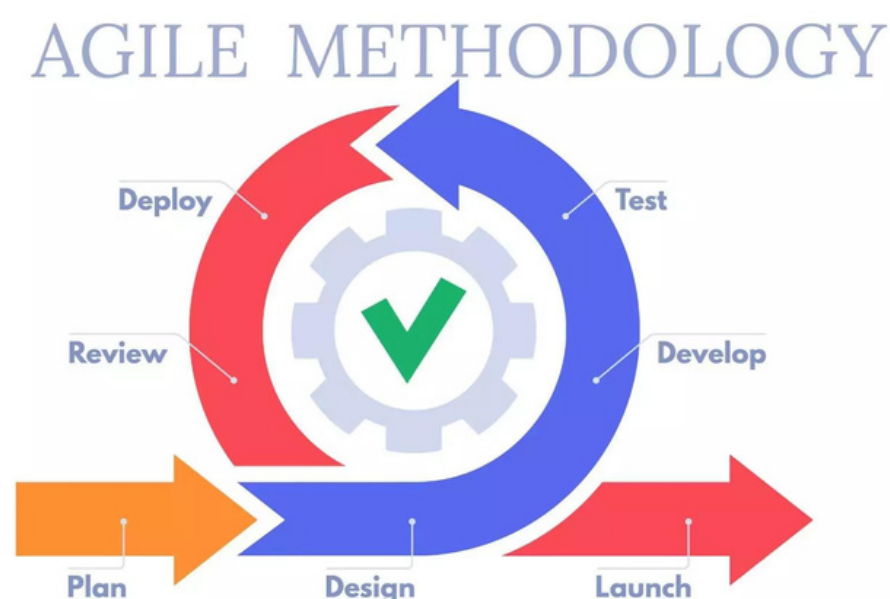 AGILE METHODOLOGY
Deploy
Test
Review
Develop
Plan
Design
Launch